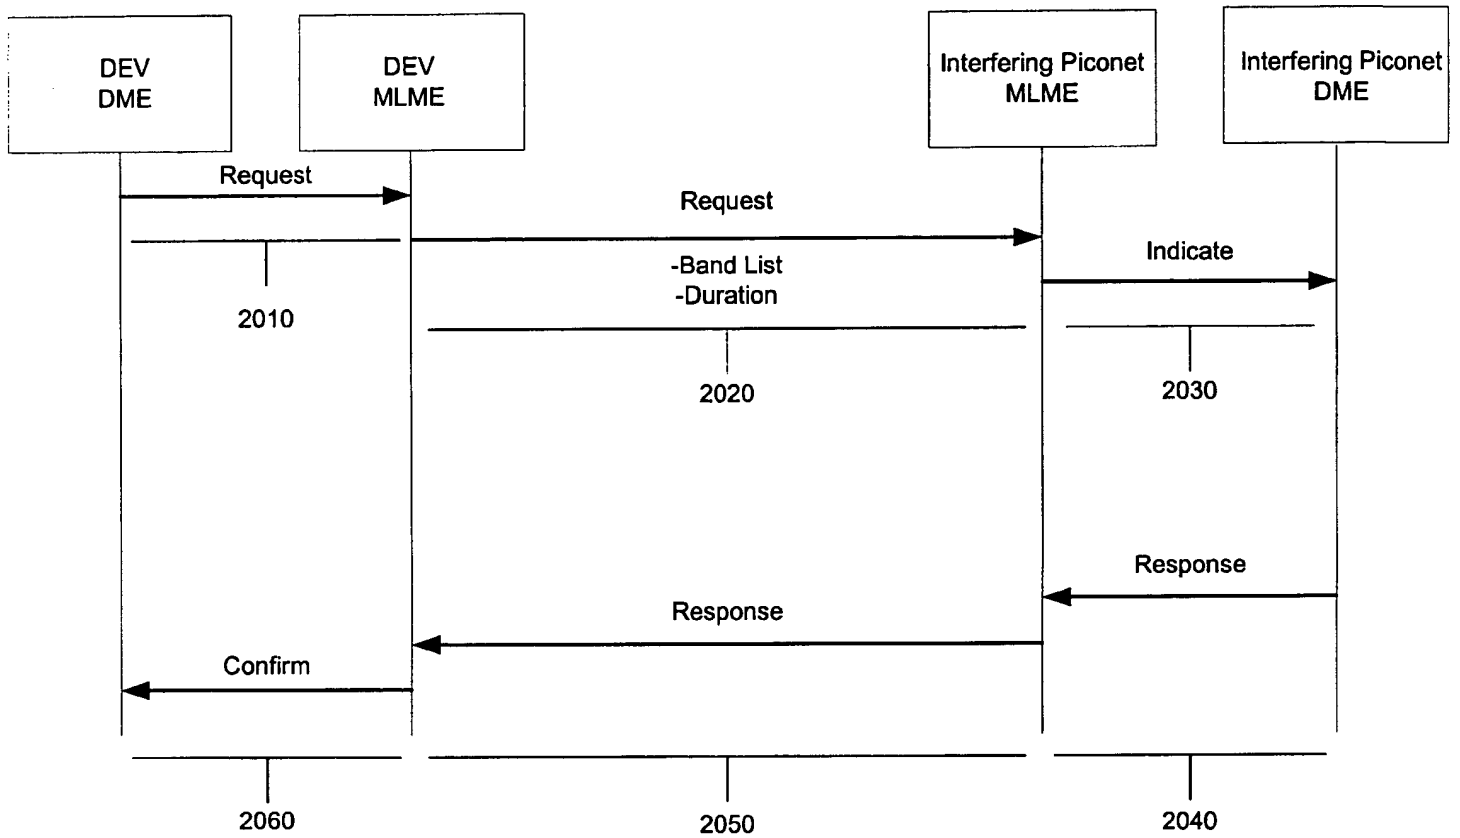 DEV
DME
DEV
MLME
Interfering Piconet
MLME
Interfering Piconet
DME
Request
Request
-Band List
-Duration
Indicate
2010
2020
2030
Response
Response
Confirm
2060
2050
2040